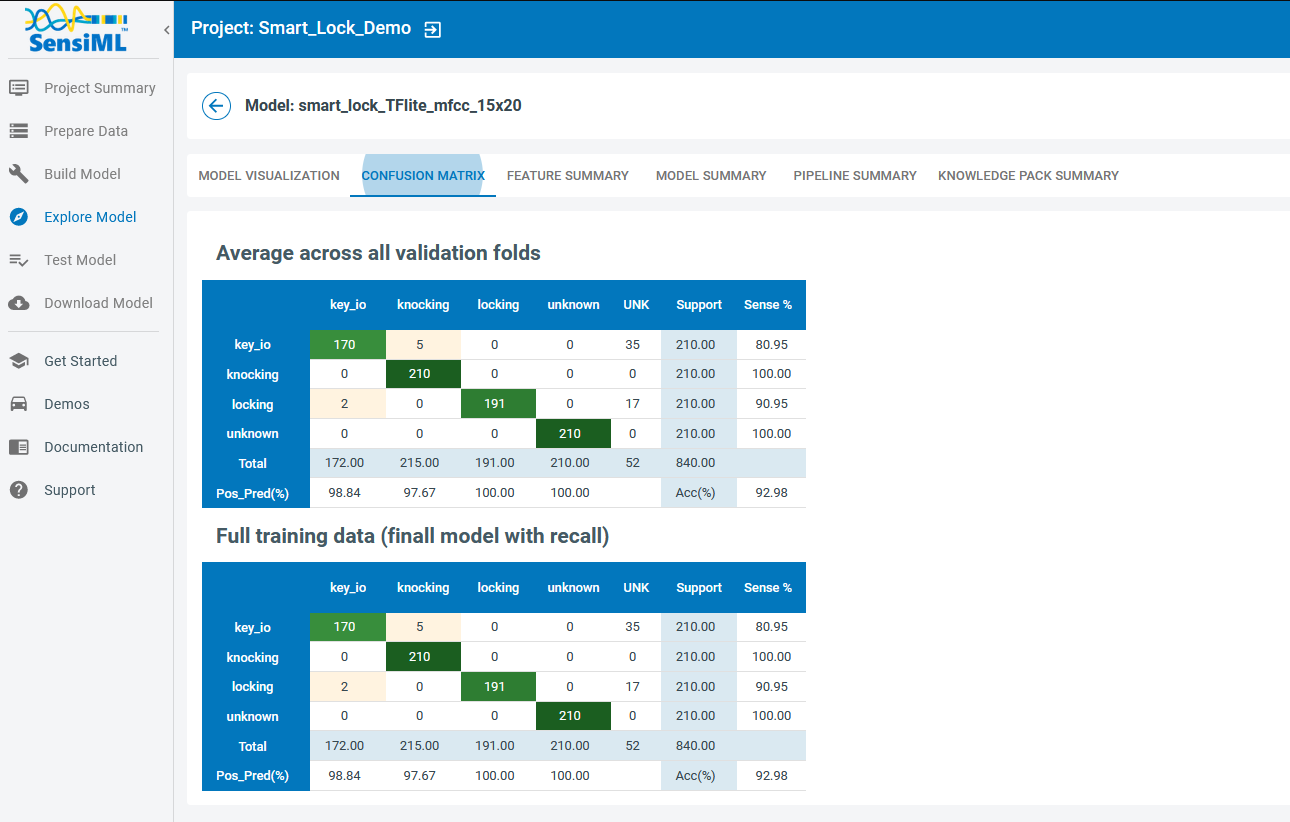 SensiML™
Project: Smart_Lock_Demo
Project Summary
Prepare Data
Build Model
Explore Model
Test Model
Download Model
Get Started
Demos
Documentation
Support
Model: smart_lock_TFlite_mfcc_15x20
MODEL VISUALIZATION CONFUSION MATRIX FEATURE SUMMARY MODEL SUMMARY PIPELINE SUMMARY KNOWLEDGE PACK SUMMARY
Average across all validation folds
key_io knocking locking unknown UNK Support Sense %
key_io 170 5 0 0 35 210.00 80.95
knocking 0 210 0 0 0 210.00 100.00
locking 2 0 191 0 17 210.00 90.95
unknown 0 0 0 210 0 210.00 100.00
Total 172.00 215.00 191.00 210.00 52 840.00
Pos_Pred(%) 98.84 97.67 100.00 100.00 Acc(%) 92.98
Full training data (finall model with recall)
key_io knocking locking unknown UNK Support Sense %
key_io 170 5 0 0 35 210.00 80.95
knocking 0 210 0 0 0 210.00 100.00
locking 2 0 191 0 17 210.00 90.95
unknown 0 0 0 210 0 210.00 100.00
Total 172.00 215.00 191.00 210.00 52 840.00
Pos_Pred(%) 98.84 97.67 100.00 100.00 Acc(%) 92.98